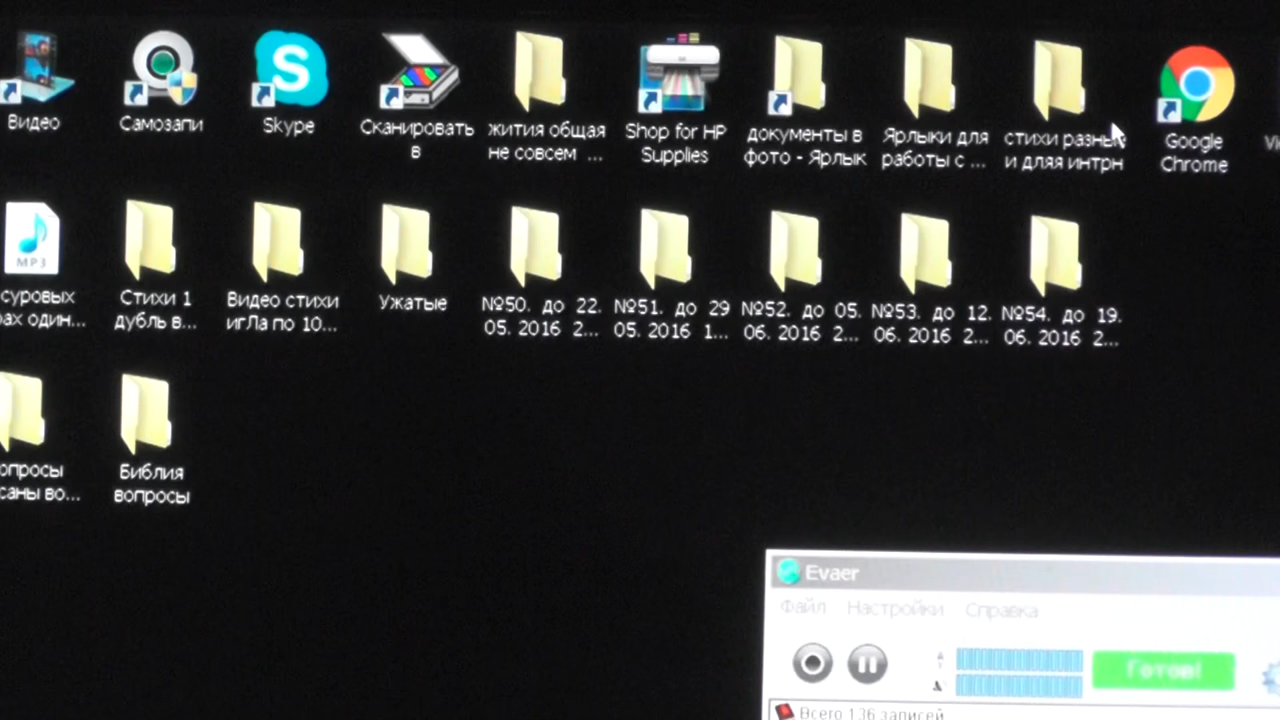 Видео
Самозапи
Skype
Сканировать
в
жития общая
не совсем ...
Shop for HP
Supplies
документы в
фото - Ярлык
Ярлыки для
работы с ...
стихи разные
и дляя интрн
Google
Chrome
MP3
суровых
рах один...
Стихи 1
дубль в...
Видео стихи
игЛа по 10...
Ужатые
№50. до 22.
05. 2016 2...
№51. до 29
05. 2016 1...
№52. до 05.
06. 2016 2...
№53. до 12.
06. 2016 2...
№54. до 19.
06. 2016 2...
опросы
саны во...
Библия
вопросы
Evaer
Файл Настройки Справка
Готов!
Всего 136 записей